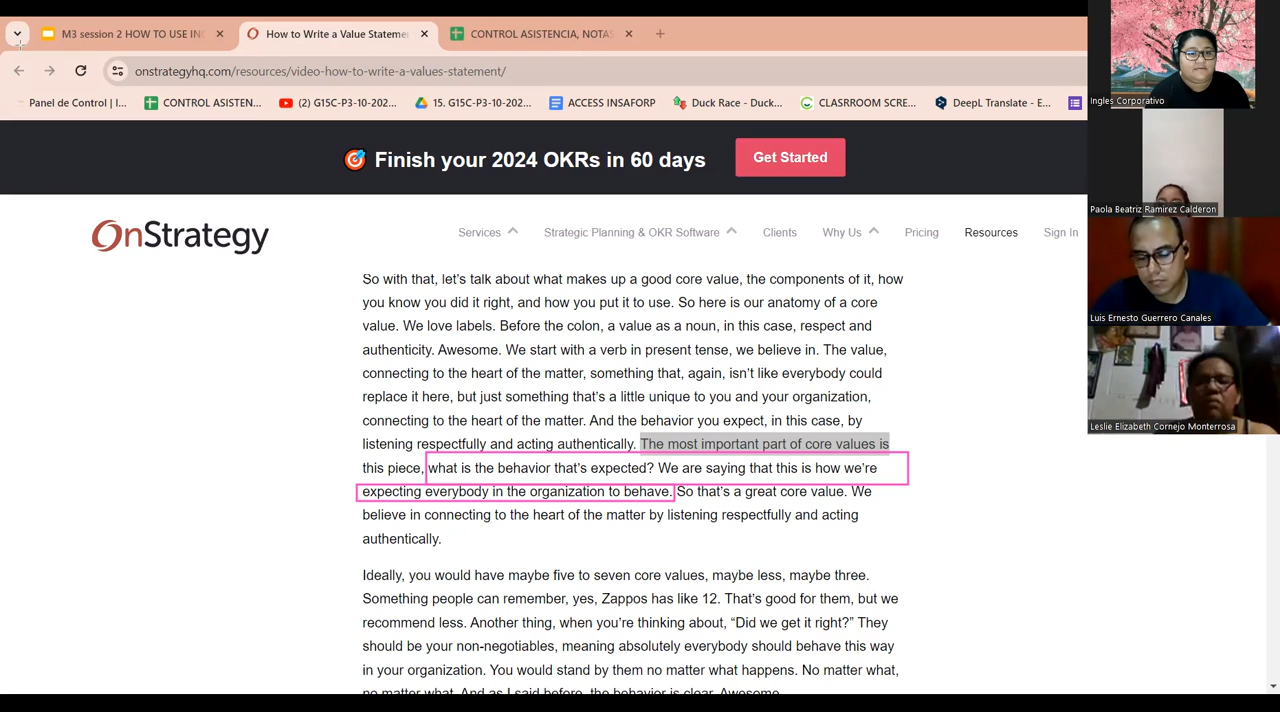 M3 session 2 HOW TO USE IN
How to Write a Value Stateme
CONTROL ASISTENCIA, NOTAS
onstrategyhq.com/resources/video-how-to-write-a-values-statement/
Panel de Control | I...
CONTROL ASISTEN...
(2) G15C-P3-10-202...
15. G15C-P3-10-202...
ACCESS INSAFORP
Duck Race - Duck...
CLASRROOM SCRE...
DeepL Translate - E...
Finish your 2024 OKRs in 60 days
Get Started
OnStrategy
Services
Strategic Planning & OKR Software
Clients
Why Us
Pricing
Resources
Sign In
So with that, let's talk about what makes up a good core value, the components of it, how
you know you did it right, and how you put it to use. So here is our anatomy of a core
value. We love labels. Before the colon, a value as a noun, in this case, respect and
authenticity. Awesome. We start with a verb in present tense, we believe in. The value,
connecting to the heart of the matter, something that, again, isn't like everybody could
replace it here, but just something that's a little unique to you and your organization,
connecting to the heart of the matter. And the behavior you expect, in this case, by
listening respectfully and acting authentically. The most important part of core values is
this piece, what is the behavior that's expected? We are saying that this is how we're
expecting everybody in the organization to behave. So that's a great core value. We
believe in connecting to the heart of the matter by listening respectfully and acting
authentically.
Ideally, you would have maybe five to seven core values, maybe less, maybe three.
Something people can remember, yes, Zappos has like 12. That's good for them, but we
recommend less. Another thing, when you're thinking about, "Did we get it right?" They
should be your non-negotiables, meaning absolutely everybody should behave this way
in your organization. You would stand by them no matter what happens. No matter what,
no matter what. And as I said before, the behavior is clear. Awesome.
Ingles Corporativo
Paola Beatriz Ramirez Calderon
Luis Ernesto Guerrero Canales
Leslie Elizabeth Cornejo Monterrosa